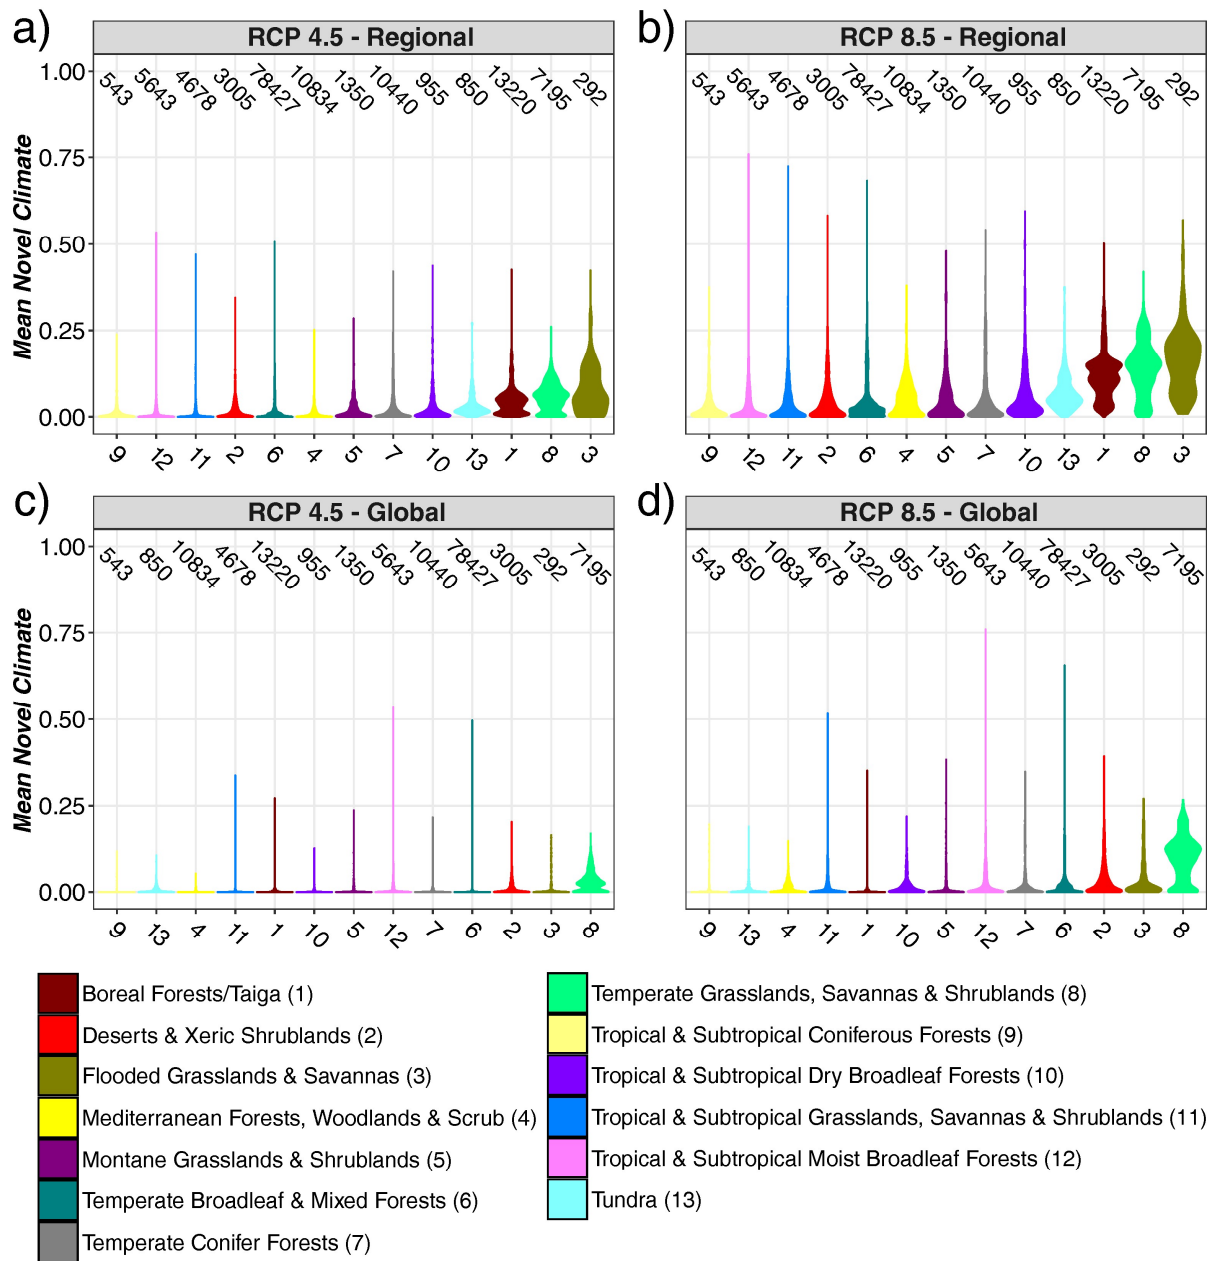 a)
RCP 4.5 - Regional
543 5643 4678 3005 78427 10834 1350 10440 955 850 13220 7195 292
Mean Novel Climate
1.00
0.75
0.50
0.25
0.00
9 12 11 2 6 4 5 7 10 13 1 8 3
b)
RCP 8.5 - Regional
543 5643 4678 3005 78427 10834 1350 10440 955 850 13220 7195 292
9 12 11 2 6 4 5 7 10 13 1 8 3
c)
RCP 4.5 - Global
543 850 10834 4678 13220 955 1350 5643 10440 78427 3005 292 7195
Mean Novel Climate
1.00
0.75
0.50
0.25
0.00
9 13 4 11 1 10 5 12 7 6 2 3 8
d)
RCP 8.5 - Global
543 850 10834 4678 13220 955 1350 5643 10440 78427 3005 292 7195
9 13 4 11 1 10 5 12 7 6 2 3 8
Boreal Forests/Taiga (1)
Deserts & Xeric Shrublands (2)
Flooded Grasslands & Savannas (3)
Mediterranean Forests, Woodlands & Scrub (4)
Montane Grasslands & Shrublands (5)
Temperate Broadleaf & Mixed Forests (6)
Temperate Conifer Forests (7)
Temperate Grasslands, Savannas & Shrublands (8)
Tropical & Subtropical Coniferous Forests (9)
Tropical & Subtropical Dry Broadleaf Forests (10)
Tropical & Subtropical Grasslands, Savannas & Shrublands (11)
Tropical & Subtropical Moist Broadleaf Forests (12)
Tundra (13)